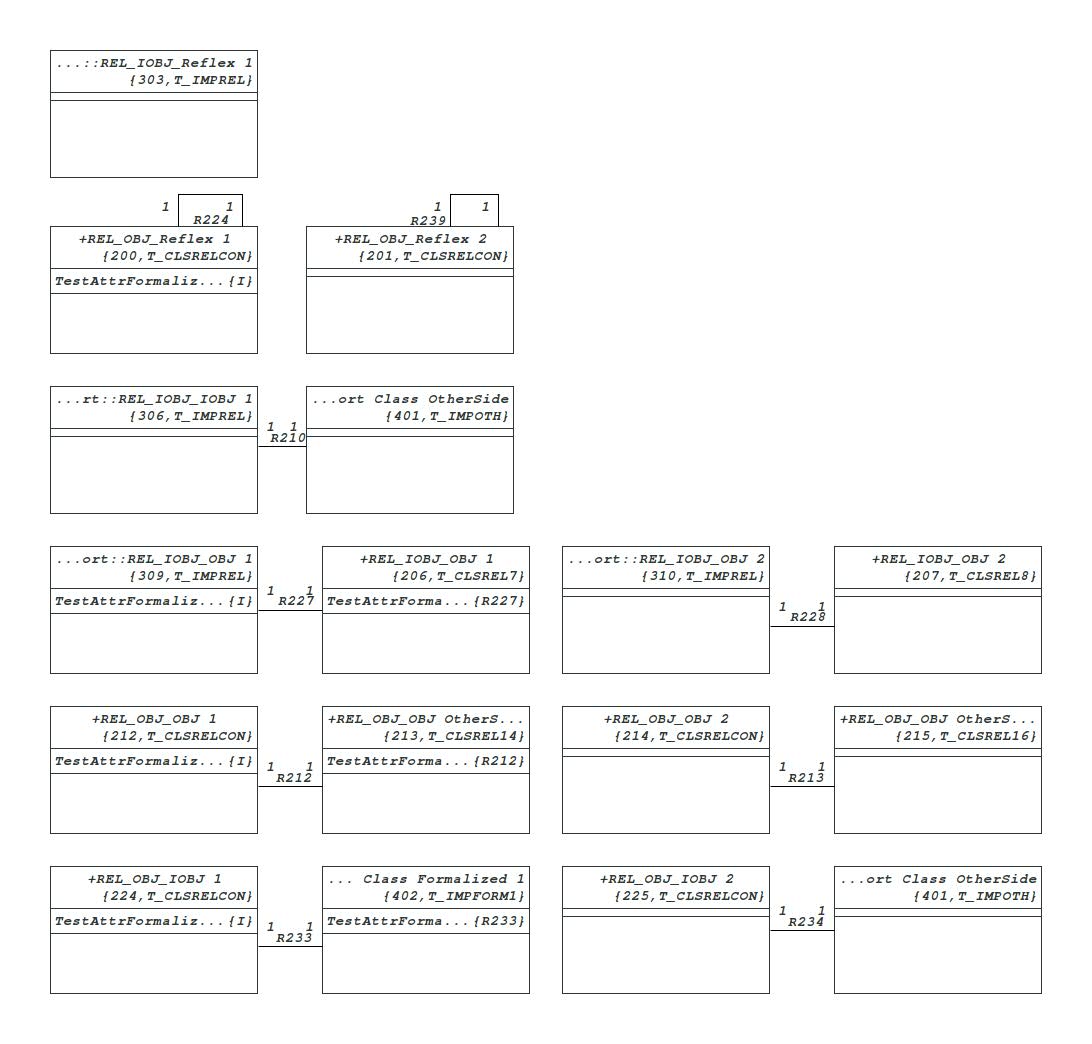 ...::REL_IOBJ_Reflex 1
{303,T_IMPREL}
1 1
R224
1 1
R239
+REL_OBJ_Reflex 1
{200,T_CLSRELCON}
TestAttrFormaliz...{I}
+REL_OBJ_Reflex 2
{201,T_CLSRELCON}
...rt::REL_IOBJ_IOBJ 1
{306,T_IMPREL}
1 1
R210
...ort Class OtherSide
{401,T_IMPOTH}
...ort::REL_IOBJ_OBJ 1
{309,T_IMPREL}
TestAttrFormaliz...{I}
1 1
R227
+REL_IOBJ_OBJ 1
{206,T_CLSREL7}
TestAttrForma...{R227}
...ort::REL_IOBJ_OBJ 2
{310,T_IMPREL}
1 1
R228
+REL_IOBJ_OBJ 2
{207,T_CLSREL8}
+REL_OBJ_OBJ 1
{212,T_CLSRELCON}
TestAttrFormaliz...{I}
1 1
R212
+REL_OBJ_OBJ OtherS...
{213,T_CLSREL14}
TestAttrForma...{R212}
+REL_OBJ_OBJ 2
{214,T_CLSRELCON}
1 1
R213
+REL_OBJ_OBJ OtherS...
{215,T_CLSREL16}
+REL_OBJ_IOBJ 1
{224,T_CLSRELCON}
TestAttrFormaliz...{I}
1 1
R233
... Class Formalized 1
{402,T_IMPFORM1}
TestAttrForma...{R233}
+REL_OBJ_IOBJ 2
{225,T_CLSRELCON}
1 1
R234
...ort Class OtherSide
{401,T_IMPOTH}